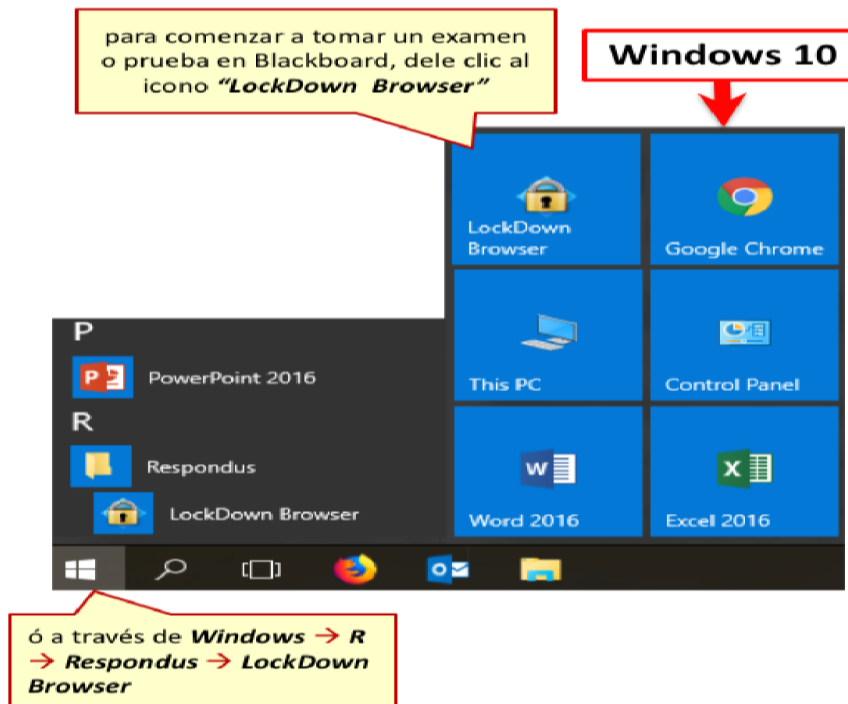 para comenzar a tomar un examen
o prueba en Blackboard, dele clic al
icono “LockDown Browser”
Windows 10
LockDown
Browser
Google Chrome
This PC
Control Panel
Word 2016
Excel 2016
P
PowerPoint 2016
R
Respondus
LockDown Browser
ó a través de Windows → R
→ Respondus → LockDown
Browser